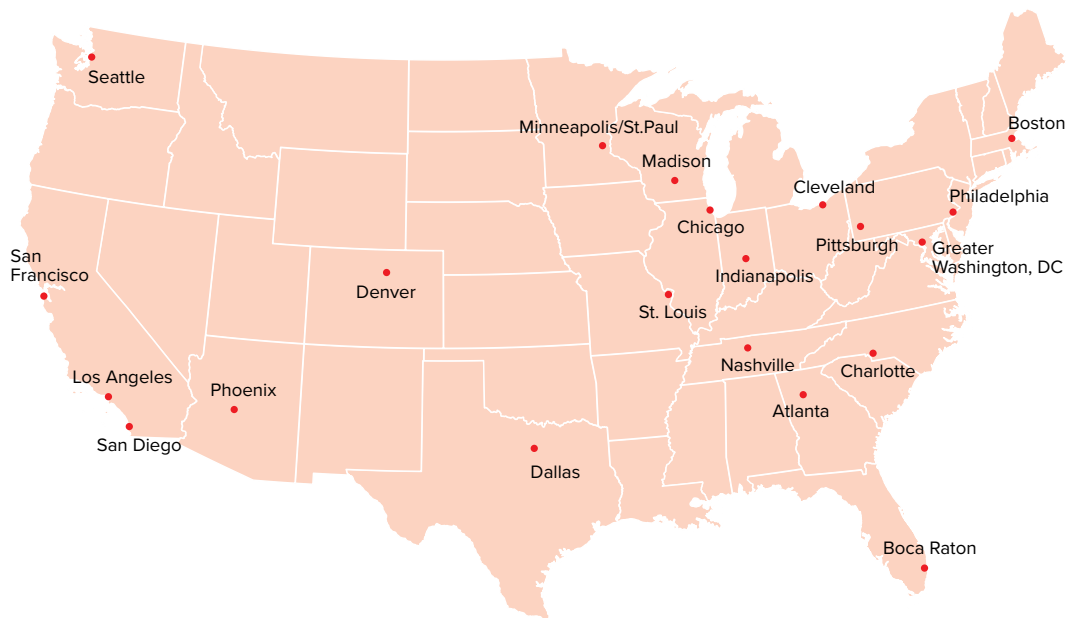 Seattle
Minneapolis/St.Paul
Boston
Madison
Cleveland
Philadelphia
Chicago
Pittsburgh
Greater
Washington, DC
San
Francisco
Indianapolis
Denver
St. Louis
Nashville
Charlotte
Los Angeles
Phoenix
Atlanta
San Diego
Dallas
Boca Raton